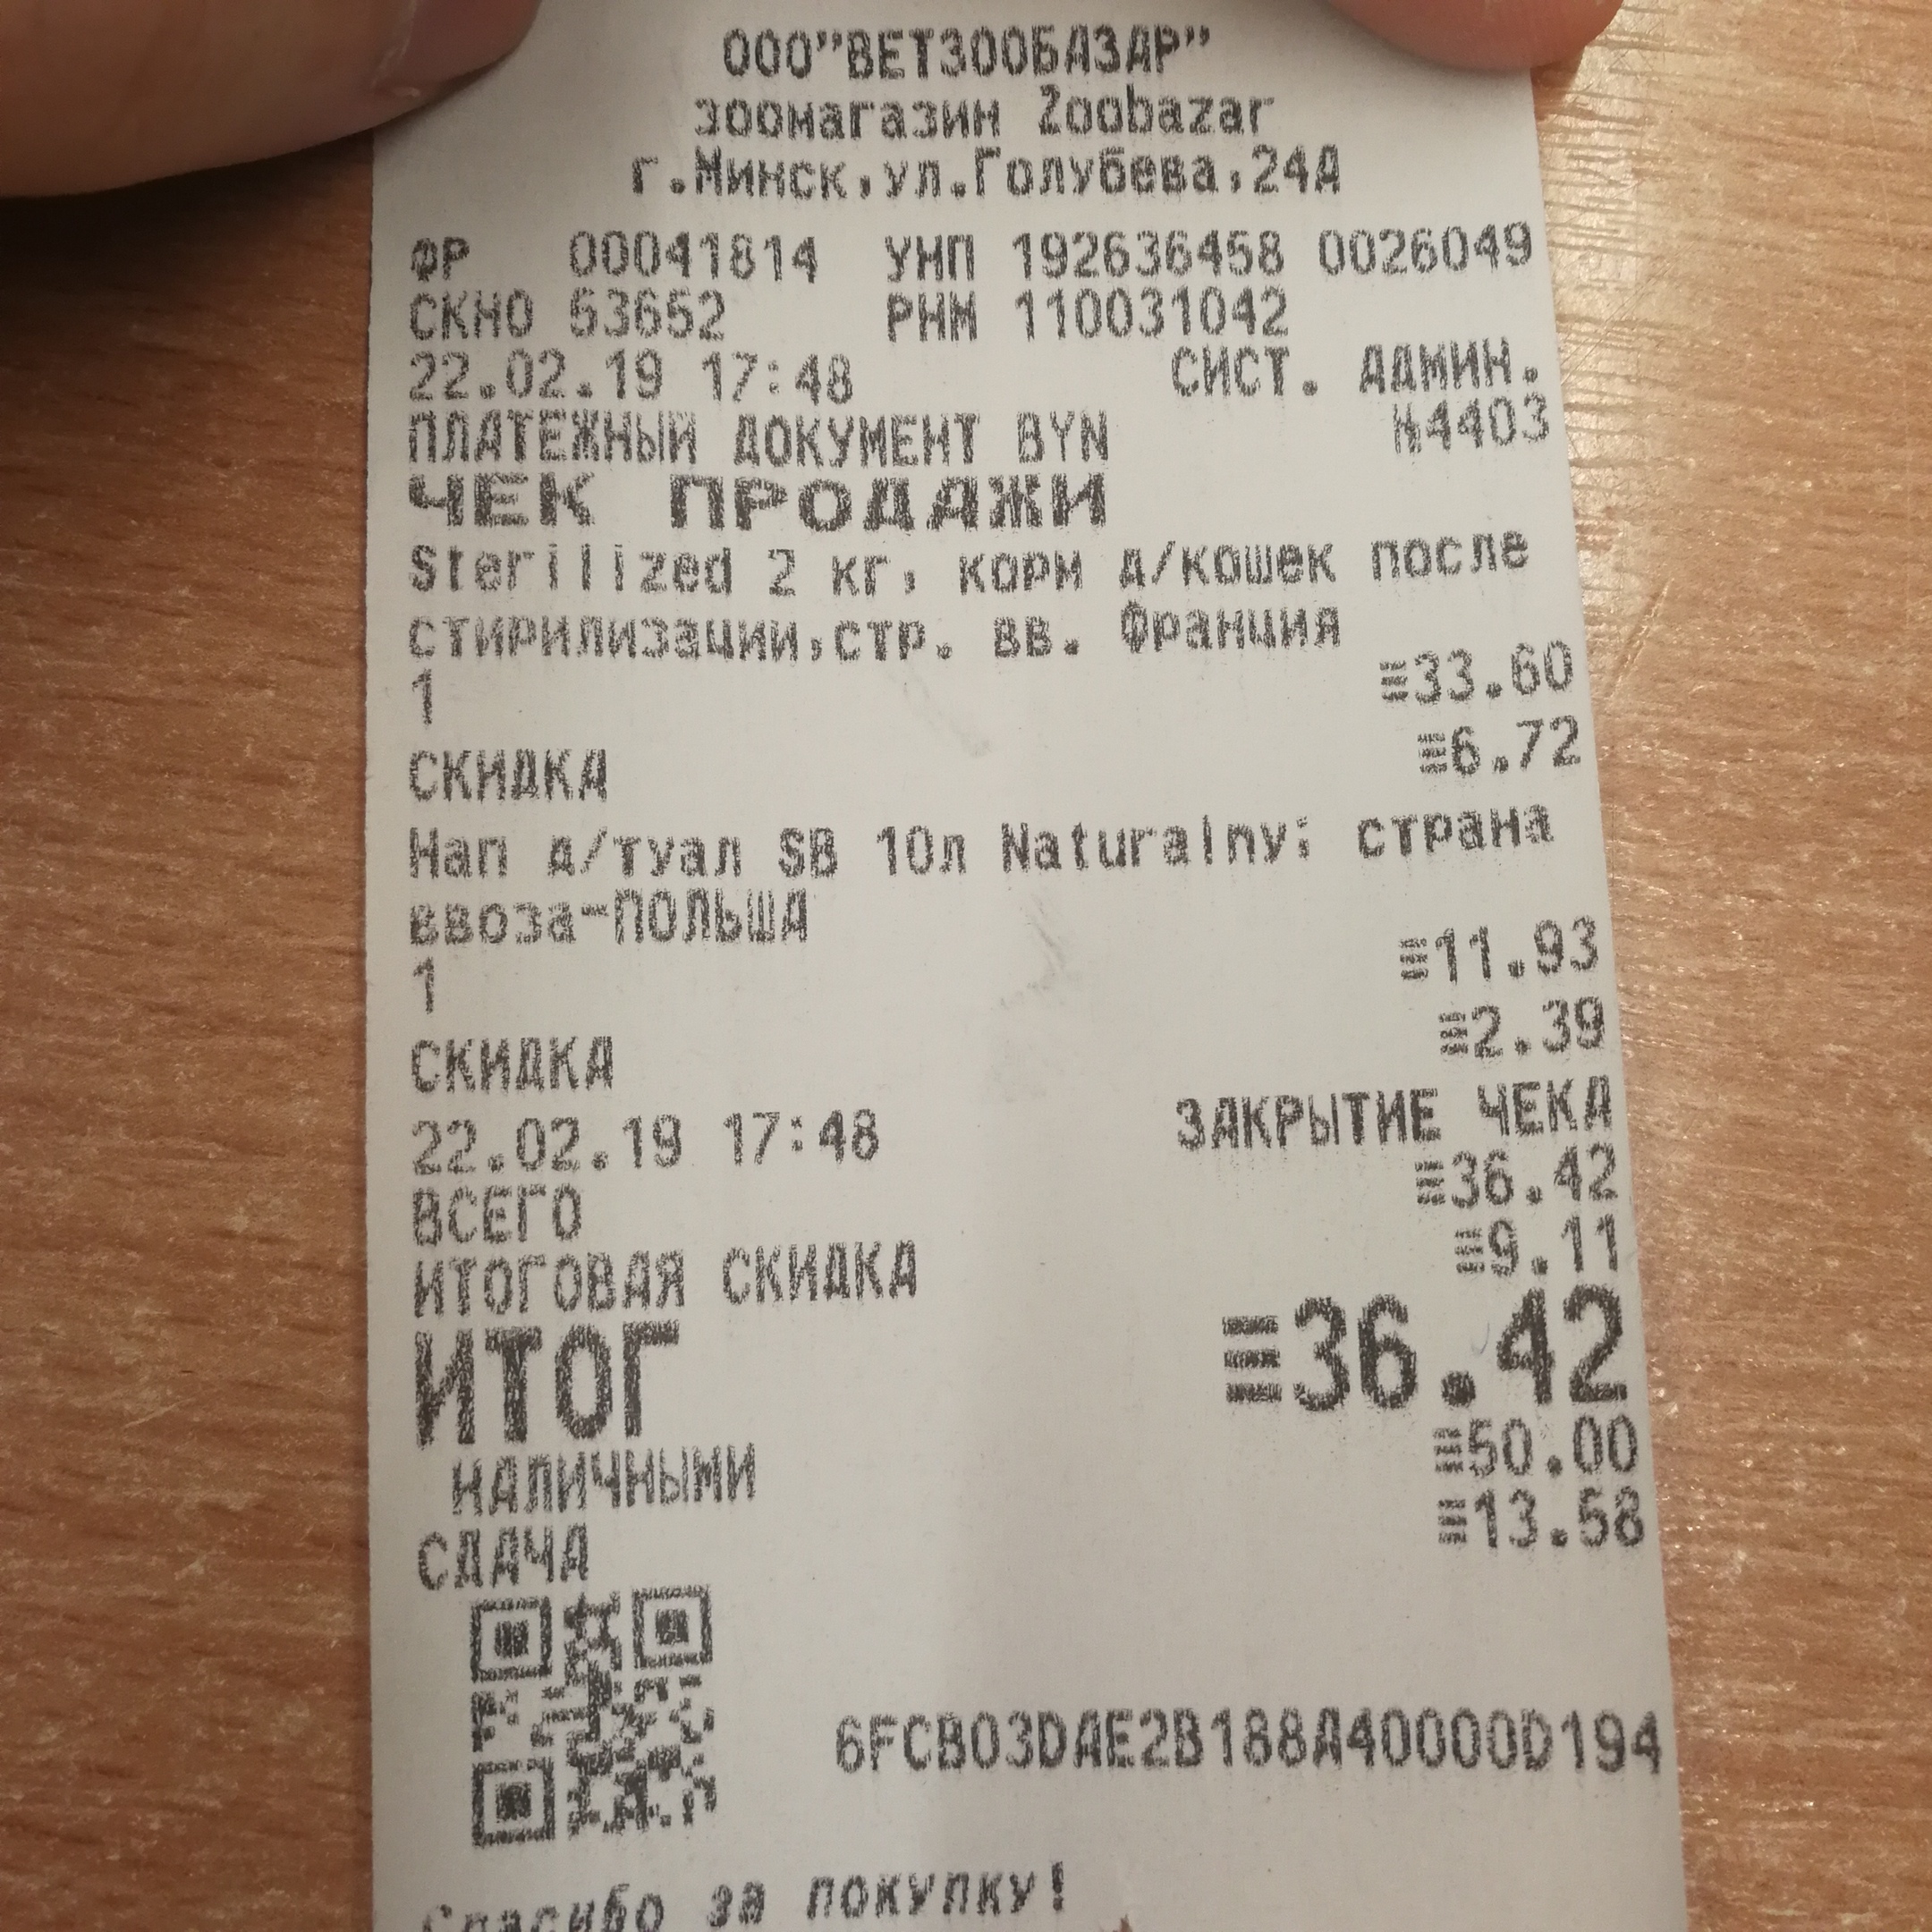 ООО"ВЕТЗООБАЗАР"
зоомагазин Zoobazar
г.Минск,ул.Голубева,24А
ФР 00041814 УНП 192636458 0026049
СКНО 53652 РНМ 110031042
22.02.19 17:48 СИСТ. АДМИН.
ПЛАТЕЖНЫЙ ДОКУМЕНТ BYN №4403
ЧЕК ПРОДАЖИ
Sterilized 2 кг, корм д/кошек после
стирилизации,стр. вв. Франция
1 ≡33.60
СКИДКА ≡6.72
Нап д/туал SB 10л Naturalny; страна
ввоза-ПОЛЬША
1 ≡11.93
СКИДКА ≡2.39
22.02.19 17:48 ЗАКРЫТИЕ ЧЕКА
ВСЕГО ≡36.42
ИТОГОВАЯ СКИДКА ≡9.11
ИТОГ ≡36.42
НАЛИЧНЫМИ ≡50.00
СДАЧА ≡13.58
6FCB03DAE2B188A40000D194
Спасибо за покупку!